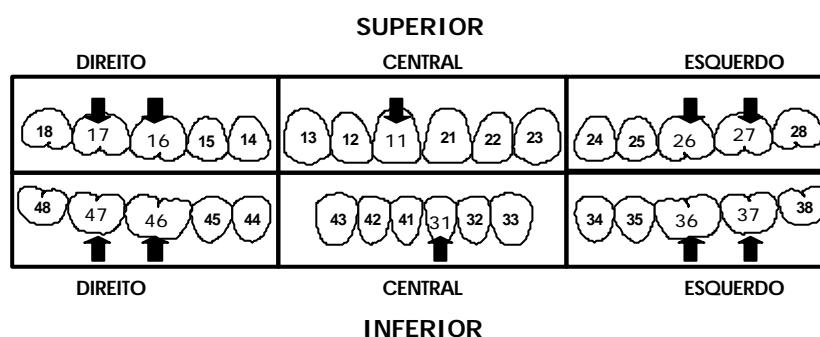 SUPERIOR
DIREITO CENTRAL ESQUERDO
18 17 16 15 14 13 12 11 21 22 23 24 25 26 27 28
48 47 46 45 44 43 42 41 31 32 33 34 35 36 37 38
DIREITO CENTRAL ESQUERDO
INFERIOR